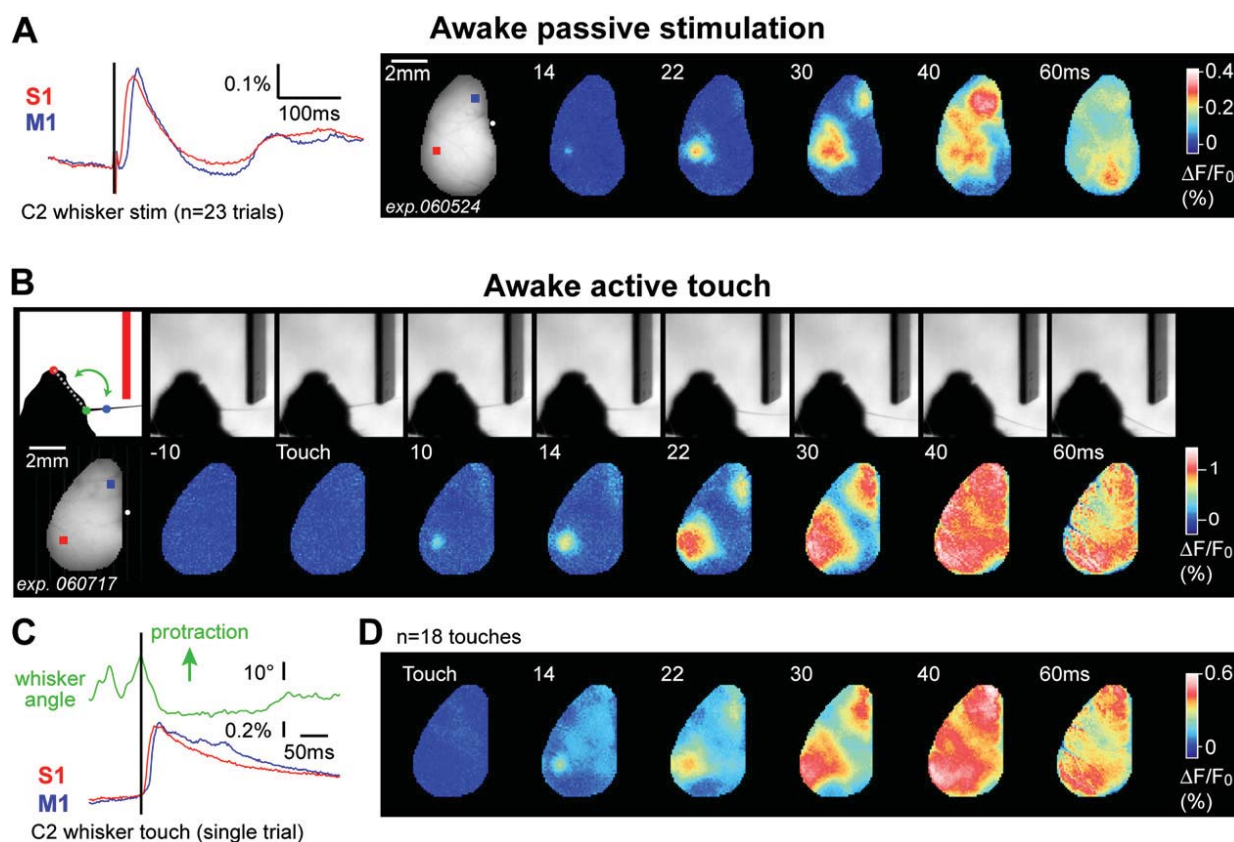 A
Awake passive stimulation
S1
M1
0.1%
100ms
C2 whisker stim (n=23 trials)
2mm
14
22
30
40
60ms
0.4
0.2
0
ΔF/F₀
(%)
exp.060524
B
Awake active touch
2mm
-10
Touch
10
14
22
30
40
60ms
1
0
ΔF/F₀
(%)
exp. 060717
C
protraction
whisker
angle
10°
0.2%
50ms
S1
M1
C2 whisker touch (single trial)
D
n=18 touches
Touch
14
22
30
40
60ms
0.6
0
ΔF/F₀
(%)